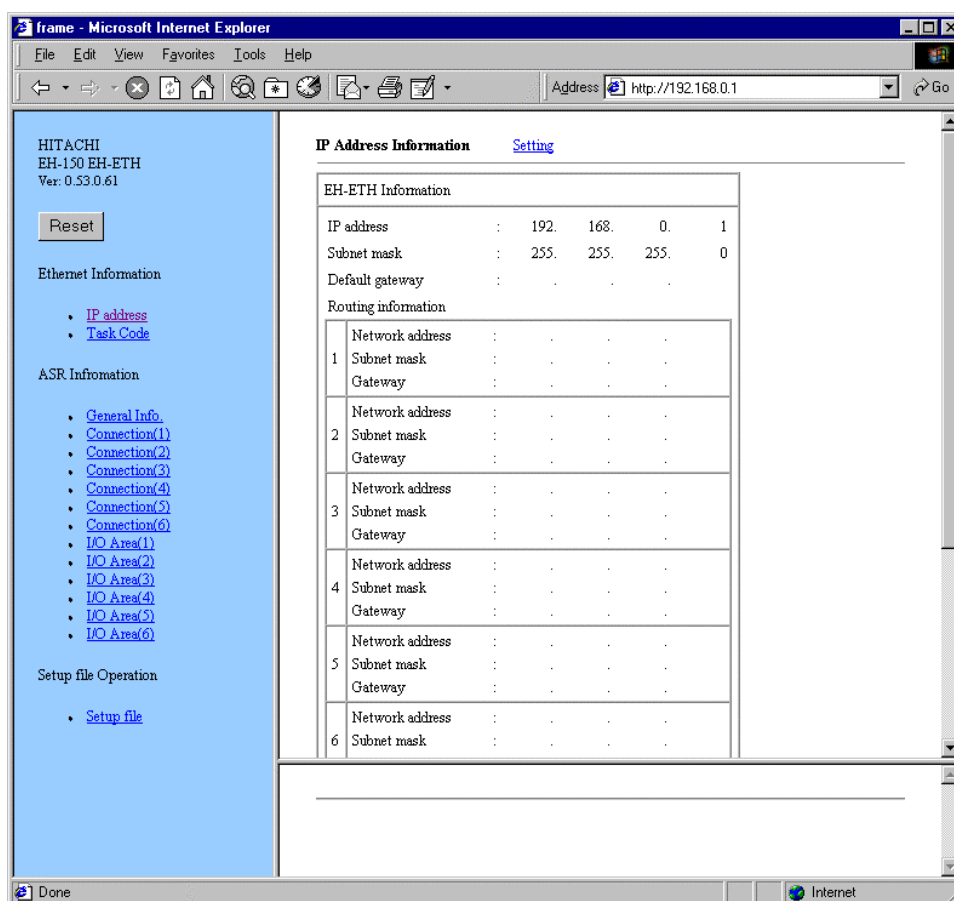 frame - Microsoft Internet Explorer
File Edit View Favorites Tools Help
Address http://192.168.0.1 Go
HITACHI
EH-150 EH-ETH
Ver: 0.53.0.61
Reset
Ethernet Information
IP address
Task Code
ASR Infromation
General Info.
Connection(1)
Connection(2)
Connection(3)
Connection(4)
Connection(5)
Connection(6)
I/O Area(1)
I/O Area(2)
I/O Area(3)
I/O Area(4)
I/O Area(5)
I/O Area(6)
Setup file Operation
Setup file
IP Address Information Setting
EH-ETH Information
IP address : 192. 168. 0. 1
Subnet mask : 255. 255. 255. 0
Default gateway : . . .
Routing information
1
Network address : . . .
Subnet mask : . . .
Gateway : . . .
2
Network address : . . .
Subnet mask : . . .
Gateway : . . .
3
Network address : . . .
Subnet mask : . . .
Gateway : . . .
4
Network address : . . .
Subnet mask : . . .
Gateway : . . .
5
Network address : . . .
Subnet mask : . . .
Gateway : . . .
6
Network address : . . .
Subnet mask : . . .
Done Internet